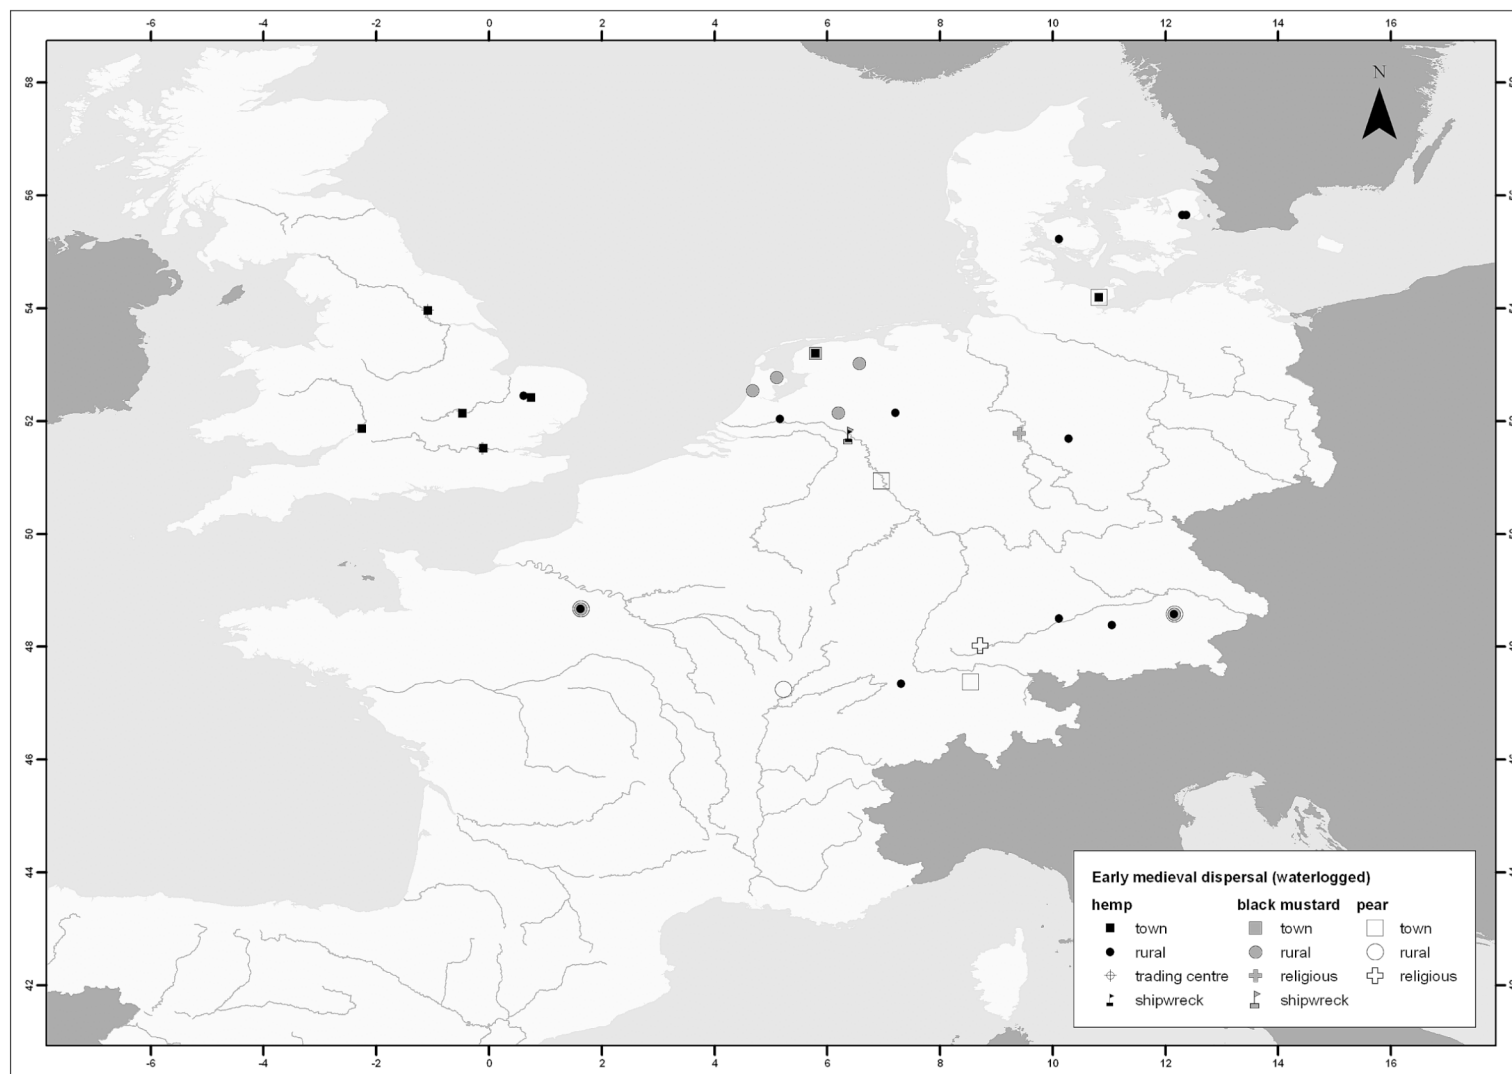 -6 -4 -2 0 2 4 6 8 10 12 14 16
58
56
54
52
50
48
46
44
42
N
Early medieval dispersal (waterlogged)
hemp black mustard pear
town town town
rural rural rural
trading centre religious religious
shipwreck shipwreck
-6 -4 -2 0 2 4 6 8 10 12 14 16